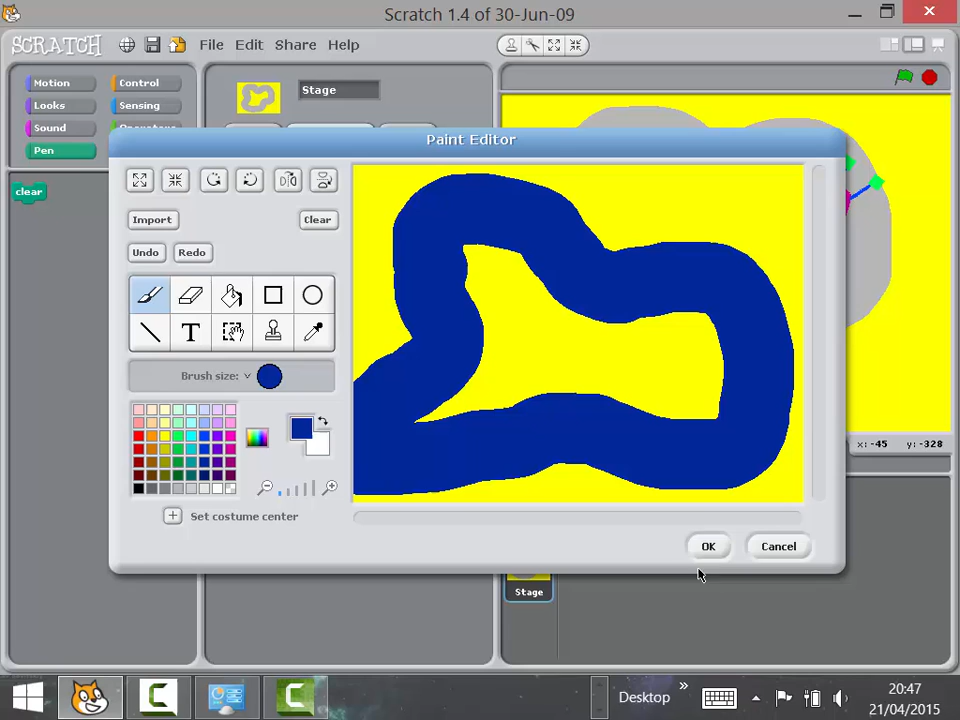 Scratch 1.4 of 30-Jun-09
SCRATCH
File Edit Share Help
Motion Control
Looks Sensing
Sound Operators
Pen
Stage
clear
Paint Editor
Import Clear
Undo Redo
T
Brush size:
Set costume center
OK Cancel
x: -45 y: -328
Stage
Desktop
20:47
21/04/2015